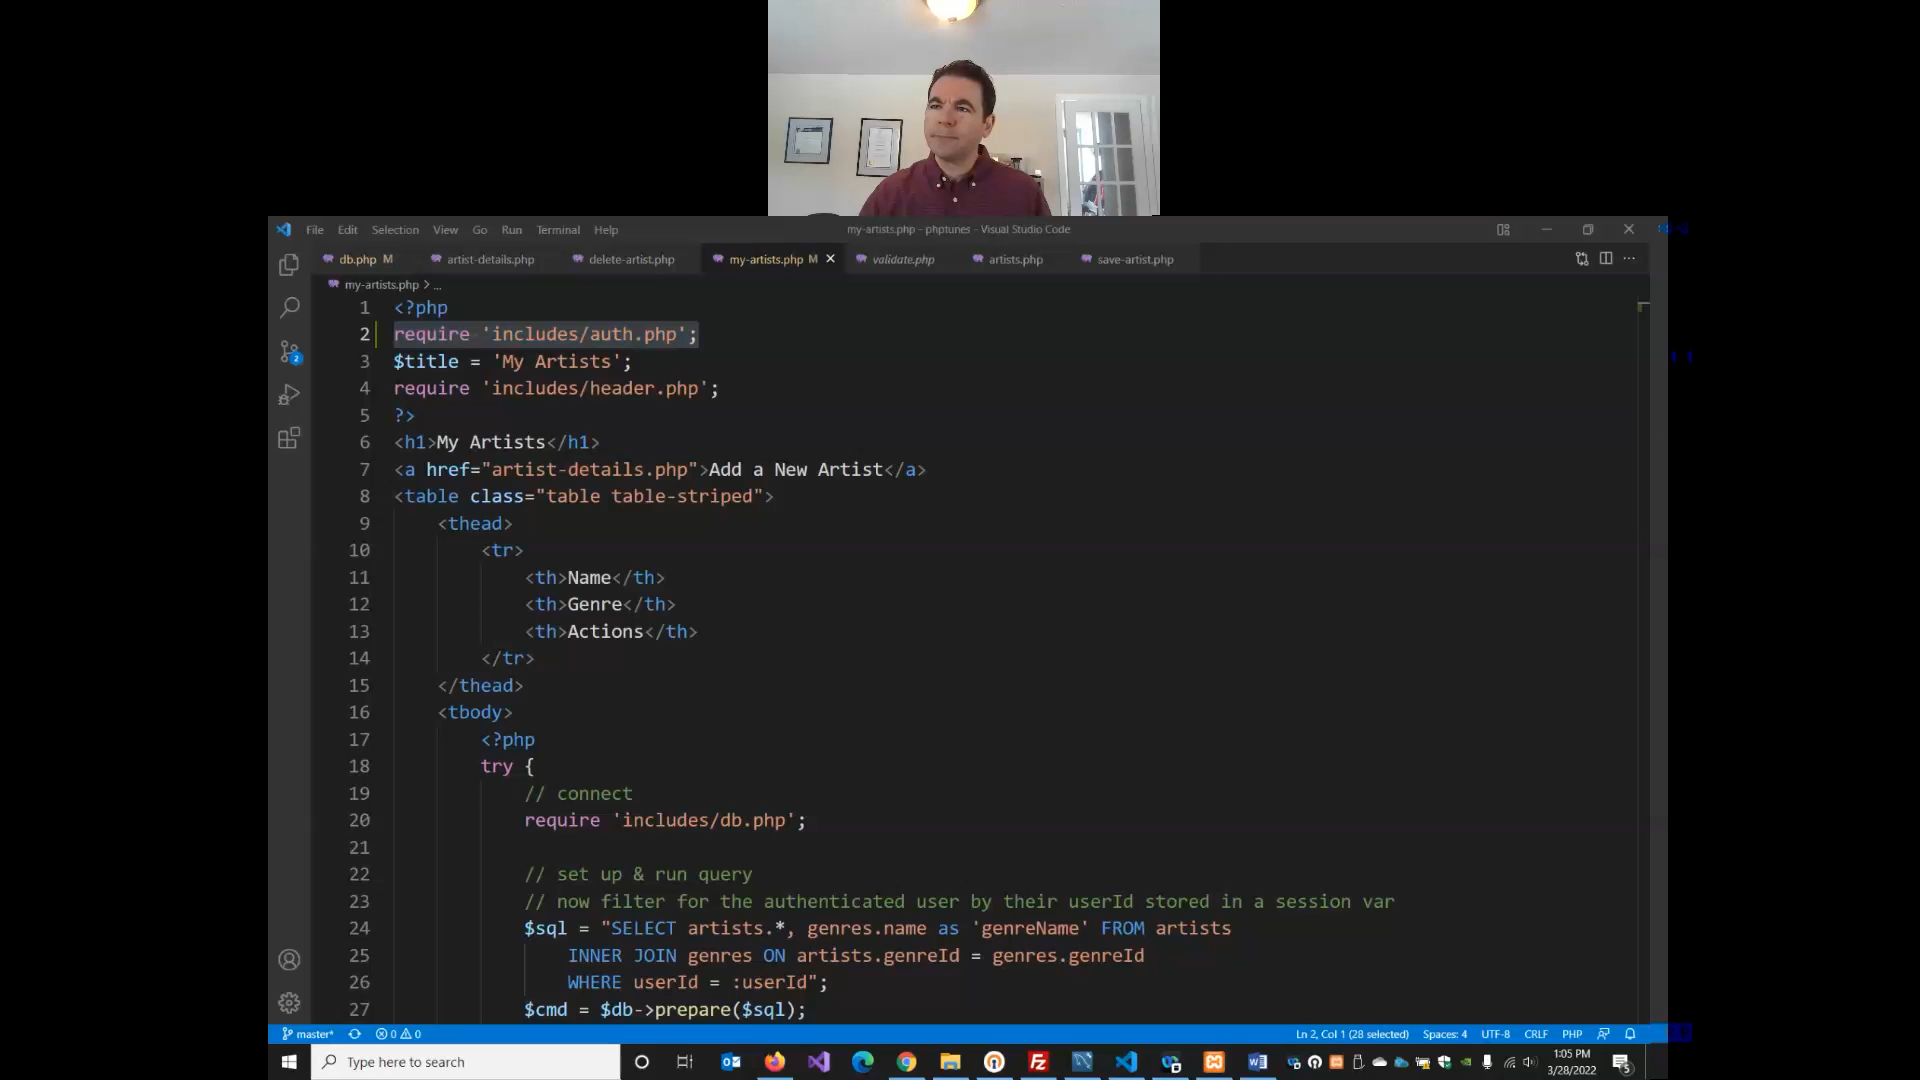 File Edit Selection View Go Run Terminal Help my-artists.php - phptunes - Visual Studio Code
db.php M artist-details.php delete-artist.php my-artists.php M validate.php artists.php save-artist.php
my-artists.php > ...
1 <?php
2 require 'includes/auth.php';
3 $title = 'My Artists';
4 require 'includes/header.php';
5 ?>
6 <h1>My Artists</h1>
7 <a href="artist-details.php">Add a New Artist</a>
8 <table class="table table-striped">
9 <thead>
10 <tr>
11 <th>Name</th>
12 <th>Genre</th>
13 <th>Actions</th>
14 </tr>
15 </thead>
16 <tbody>
17 <?php
18 try {
19 // connect
20 require 'includes/db.php';
21
22 // set up & run query
23 // now filter for the authenticated user by their userId stored in a session var
24 $sql = "SELECT artists.*, genres.name as 'genreName' FROM artists
25 INNER JOIN genres ON artists.genreId = genres.genreId
26 WHERE userId = :userId";
27 $cmd = $db->prepare($sql);
2
master* 0 0 Ln 2, Col 1 (28 selected) Spaces: 4 UTF-8 CRLF PHP
Type here to search
1:05 PM
3/28/2022
5